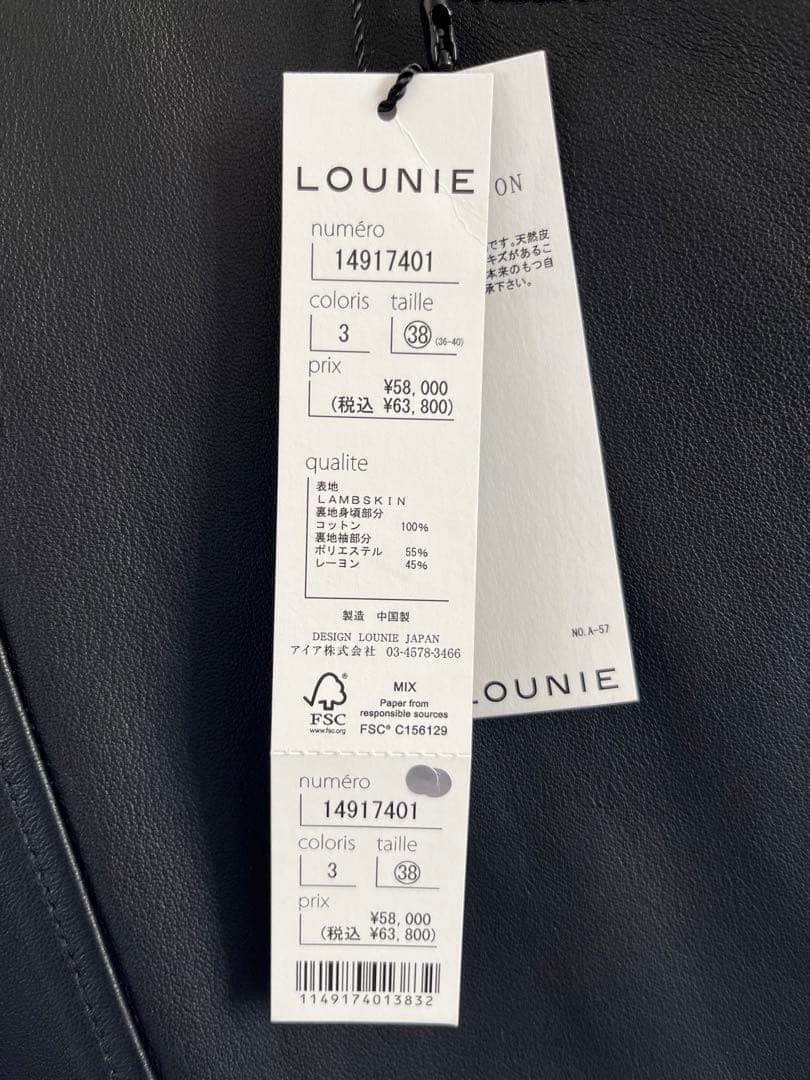 LOUNIE
numéro
14917401
coloris taille
3 38 (36-40)
prix
¥58,000
(税込 ¥63,800)
qualite
表地
LAMBSKIN
裏地身頃部分
コットン 100%
裏地袖部分
ポリエステル 55%
レーヨン 45%
製造 中国製
DESIGN LOUNIE JAPAN
アイア株式会社 03-4578-3466
FSC®
www.fsc.org
MIX
Paper from
responsible sources
FSC® C156129
numéro
14917401
coloris taille
3 38
prix
¥58,000
(税込 ¥63,800)
1149174013832
ON
です。天然皮
キズがあるこ
本来のもつ自
承下さい。
NO.A-57
LOUNIE